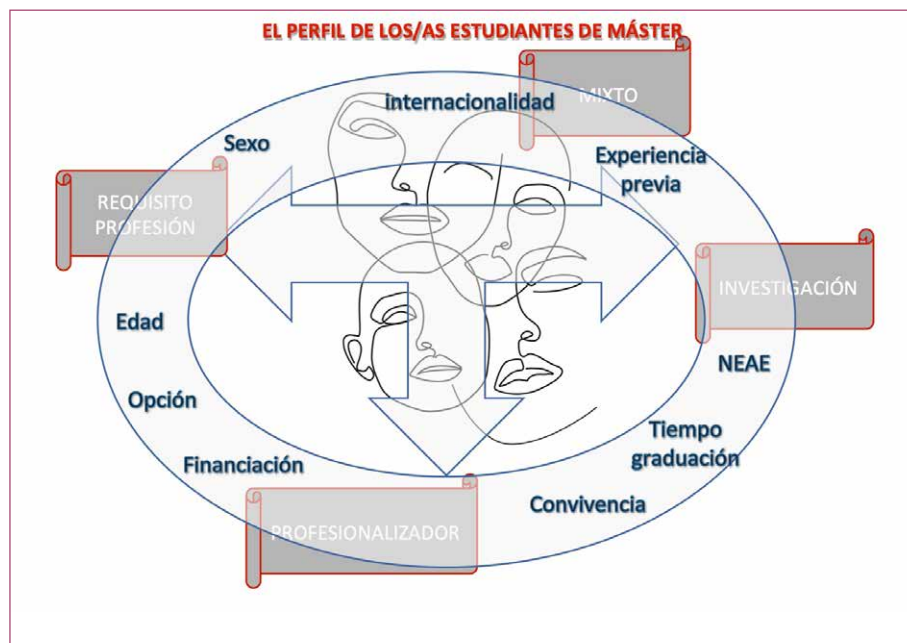 EL PERFIL DE LOS/AS ESTUDIANTES DE MÁSTER
MIXTO
internacionalidad
Sexo
Experiencia
previa
REQUISITO
PROFESIÓN
INVESTIGACIÓN
Edad
NEAE
Opción
Tiempo
graduación
Financiación
Convivencia
PROFESIONALIZADOR